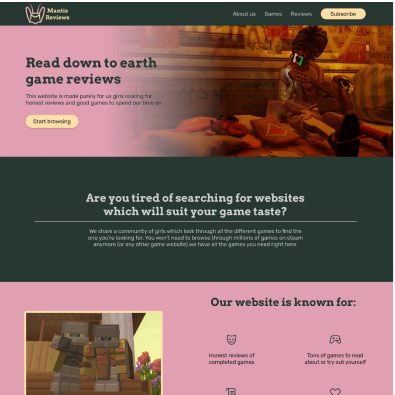 Mantis
Reviews
About us
Games
Reviews
Subscribe
Read down to earth
game reviews
This website is made purely for us girls looking for
honest reviews and good games to spend our time on
Start browsing
Are you tired of searching for websites
which will suit your game taste?
We share a community of girls which look through all the different games to find the
one you're looking for. You won't need to browse through millions of games on steam
anymore (or any other game website) we have all the games you need right here.
Our website is known for:
Honest reviews of
completed games
Tons of games to read
about or try out yourself